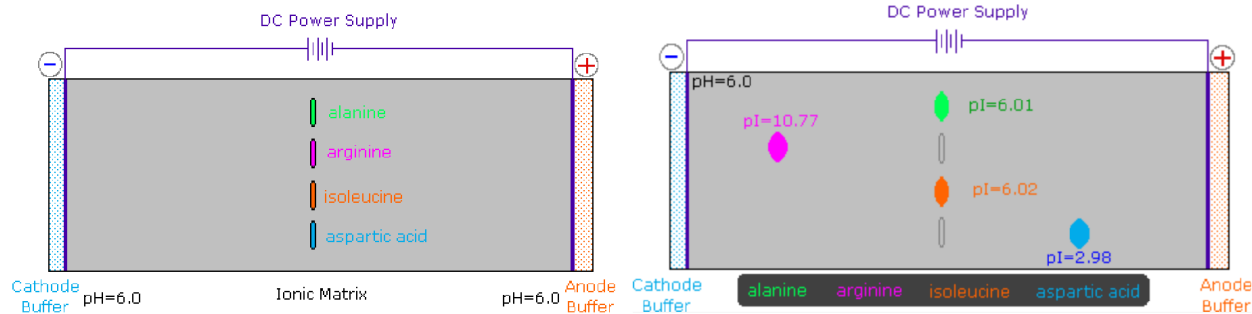 DC Power Supply
−
+
alanine
arginine
isoleucine
aspartic acid
Cathode
Buffer
pH=6.0
Ionic Matrix
pH=6.0
Anode
Buffer
DC Power Supply
-
+
pH=6.0
pI=6.01
pI=10.77
pI=6.02
pI=2.98
Cathode
Buffer
alanine arginine isoleucine aspartic acid
Anode
Buffer